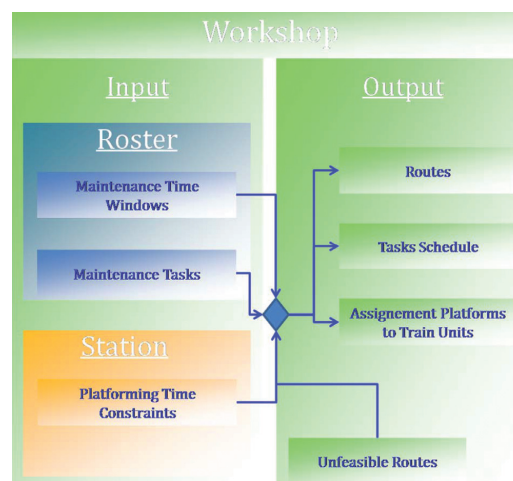 Workshop
Input
Roster
Maintenance Time
Windows
Maintenance Tasks
Station
Platforming Time
Constraints
Output
Routes
Tasks Schedule
Assignement Platforms
to Train Units
Unfeasible Routes